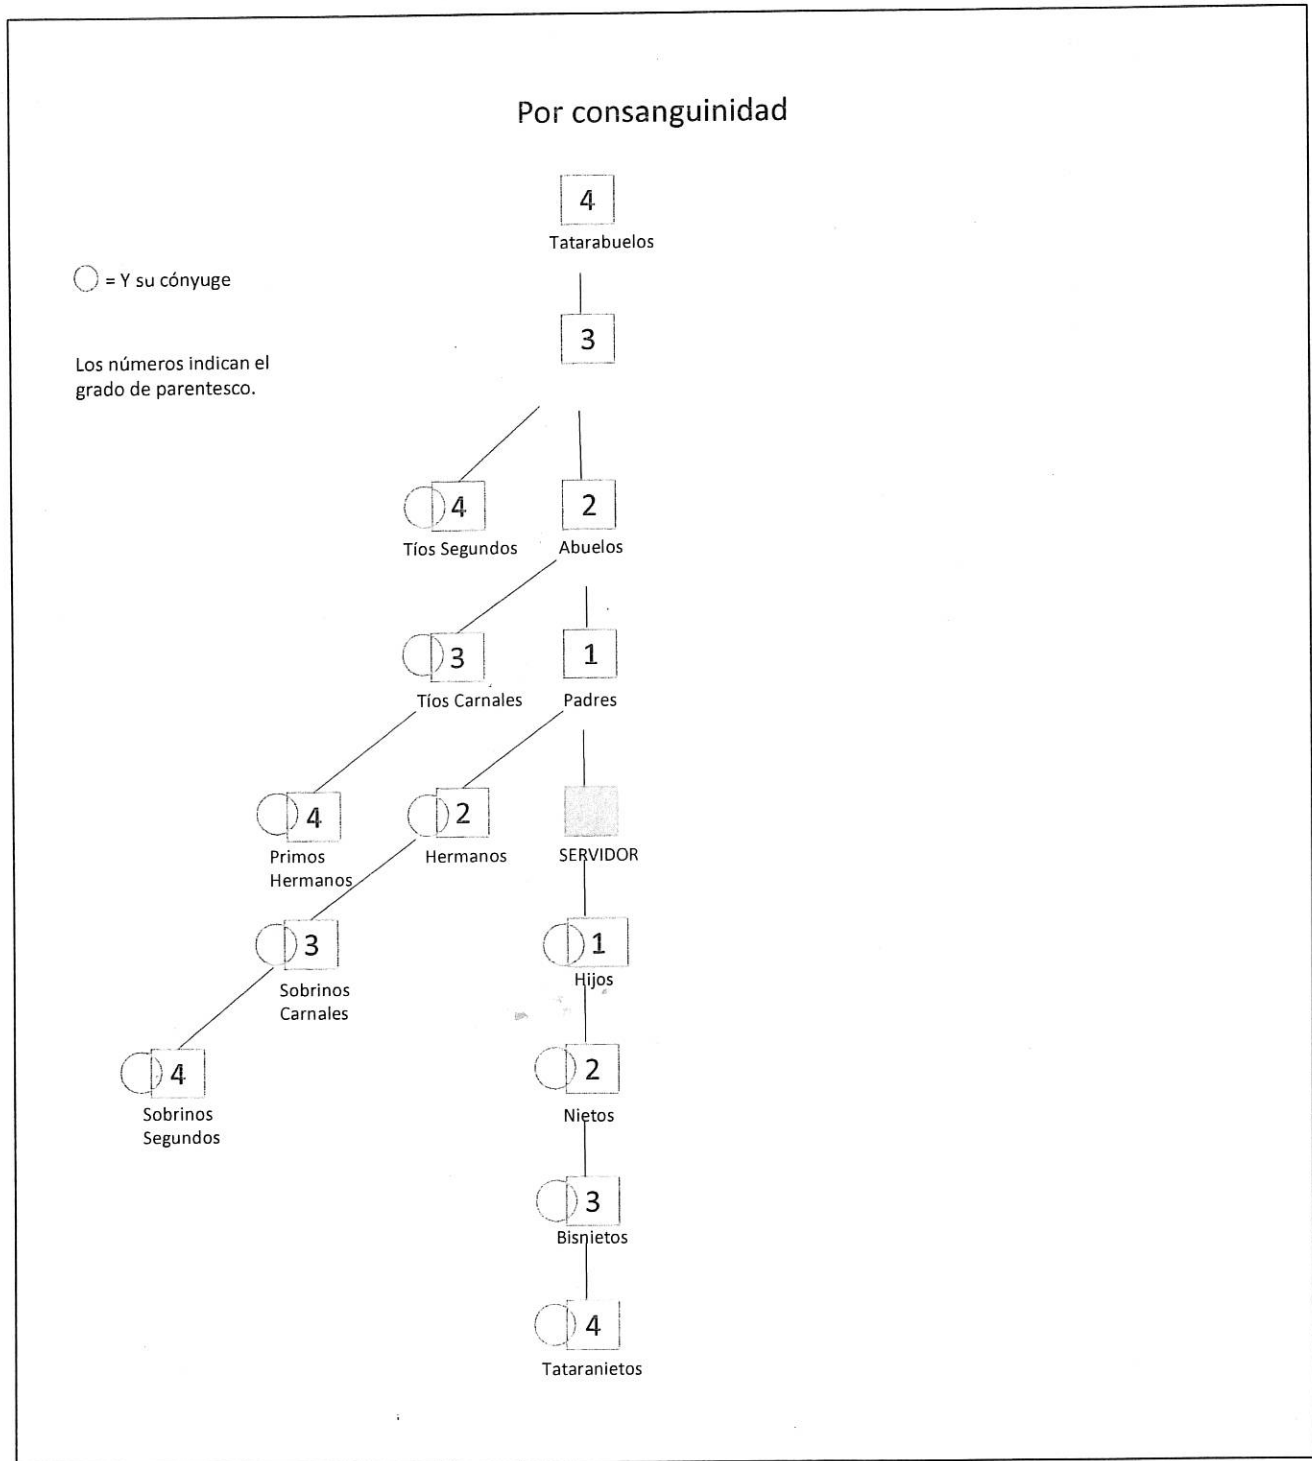 Por consanguinidad
4
Tatarabuelos
= Y su cónyuge
3
Los números indican el
grado de parentesco.
4
2
Tíos Segundos
Abuelos
3
1
Tíos Carnales
Padres
4
2
Primos
Hermanos
Hermanos
SERVIDOR
3
1
Sobrinos
Carnales
Hijos
4
2
Sobrinos
Segundos
Nietos
3
Bisnietos
4
Tataranietos